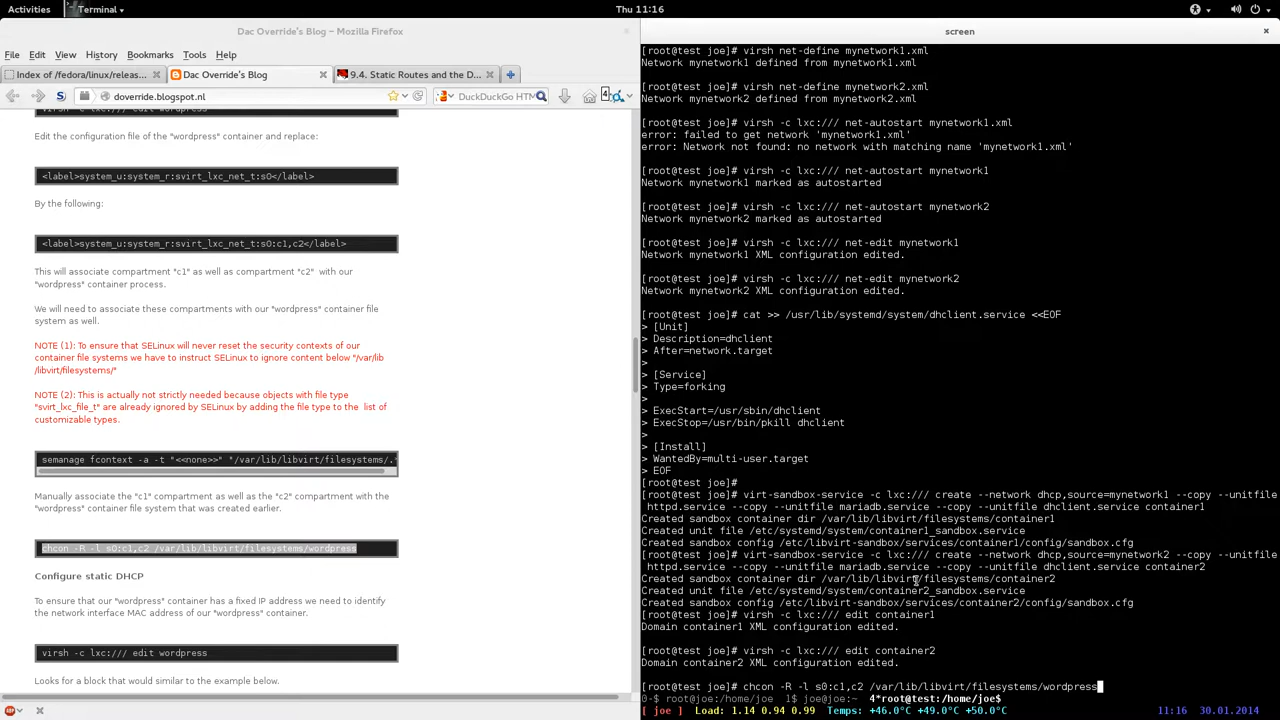 Activities Terminal Thu 11:16
Dac Override's Blog – Mozilla Firefox
File Edit View History Bookmarks Tools Help
Index of /fedora/linux/releas... Dac Override's Blog 9.4. Static Routes and the D...
doverride.blogspot.nl DuckDuckGo HTM
virsh -c lxc:/// edit wordpress
Edit the configuration file of the "wordpress" container and replace:
<label>system_u:system_r:svirt_lxc_net_t:s0</label>
By the following:
<label>system_u:system_r:svirt_lxc_net_t:s0:c1,c2</label>
This will associate compartment "c1" as well as compartment "c2" with our
"wordpress" container process.
We will need to associate these compartments with our "wordpress" container file
system as well.
NOTE (1): To ensure that SELinux will never reset the security contexts of our
container file systems we have to instruct SELinux to ignore content below "/var/lib
/libvirt/filesystems/"
NOTE (2): This is actually not strictly needed because objects with file type
"svirt_lxc_file_t" are already ignored by SELinux by adding the file type to the list of
customizable types.
semanage fcontext -a -t "<<none>>" "/var/lib/libvirt/filesystems/.
Manually associate the "c1" compartment as well as the "c2" compartment with the
"wordpress" container file system that was created earlier.
chcon -R -l s0:c1,c2 /var/lib/libvirt/filesystems/wordpress
Configure static DHCP
To ensure that our "wordpress" container has a fixed IP address we need to identify
the network interface MAC address of our "wordpress" container.
virsh -c lxc:/// edit wordpress
Looks for a block that would similar to the example below.
screen
[root@test joe]# virsh net-define mynetwork1.xml
Network mynetwork1 defined from mynetwork1.xml
[root@test joe]# virsh net-define mynetwork2.xml
Network mynetwork2 defined from mynetwork2.xml
[root@test joe]# virsh -c lxc:/// net-autostart mynetwork1.xml
error: failed to get network 'mynetwork1.xml'
error: Network not found: no network with matching name 'mynetwork1.xml'
[root@test joe]# virsh -c lxc:/// net-autostart mynetwork1
Network mynetwork1 marked as autostarted
[root@test joe]# virsh -c lxc:/// net-autostart mynetwork2
Network mynetwork2 marked as autostarted
[root@test joe]# virsh -c lxc:/// net-edit mynetwork1
Network mynetwork1 XML configuration edited.
[root@test joe]# virsh -c lxc:/// net-edit mynetwork2
Network mynetwork2 XML configuration edited.
[root@test joe]# cat >> /usr/lib/systemd/system/dhclient.service <<EOF
> [Unit]
> Description=dhclient
> After=network.target
>
> [Service]
> Type=forking
>
> ExecStart=/usr/sbin/dhclient
> ExecStop=/usr/bin/pkill dhclient
>
> [Install]
> WantedBy=multi-user.target
> EOF
[root@test joe]#
[root@test joe]# virt-sandbox-service -c lxc:/// create --network dhcp,source=mynetwork1 --copy --unitfile
httpd.service --copy --unitfile mariadb.service --copy --unitfile dhclient.service container1
Created sandbox container dir /var/lib/libvirt/filesystems/container1
Created unit file /etc/systemd/system/container1_sandbox.service
Created sandbox config /etc/libvirt-sandbox/services/container1/config/sandbox.cfg
[root@test joe]# virt-sandbox-service -c lxc:/// create --network dhcp,source=mynetwork2 --copy --unitfile
httpd.service --copy --unitfile mariadb.service --copy --unitfile dhclient.service container2
Created sandbox container dir /var/lib/libvirt/filesystems/container2
Created unit file /etc/systemd/system/container2_sandbox.service
Created sandbox config /etc/libvirt-sandbox/services/container2/config/sandbox.cfg
[root@test joe]# virsh -c lxc:/// edit container1
Domain container1 XML configuration edited.
[root@test joe]# virsh -c lxc:/// edit container2
Domain container2 XML configuration edited.
[root@test joe]# chcon -R -l s0:c1,c2 /var/lib/libvirt/filesystems/wordpress
0-$ root@joe:/home/joe 1$ joe@joe:~ 4*root@test:/home/joe$
[ joe ] Load: 1.14 0.94 0.99 Temps: +46.0°C +49.0°C +50.0°C 11:16 30.01.2014